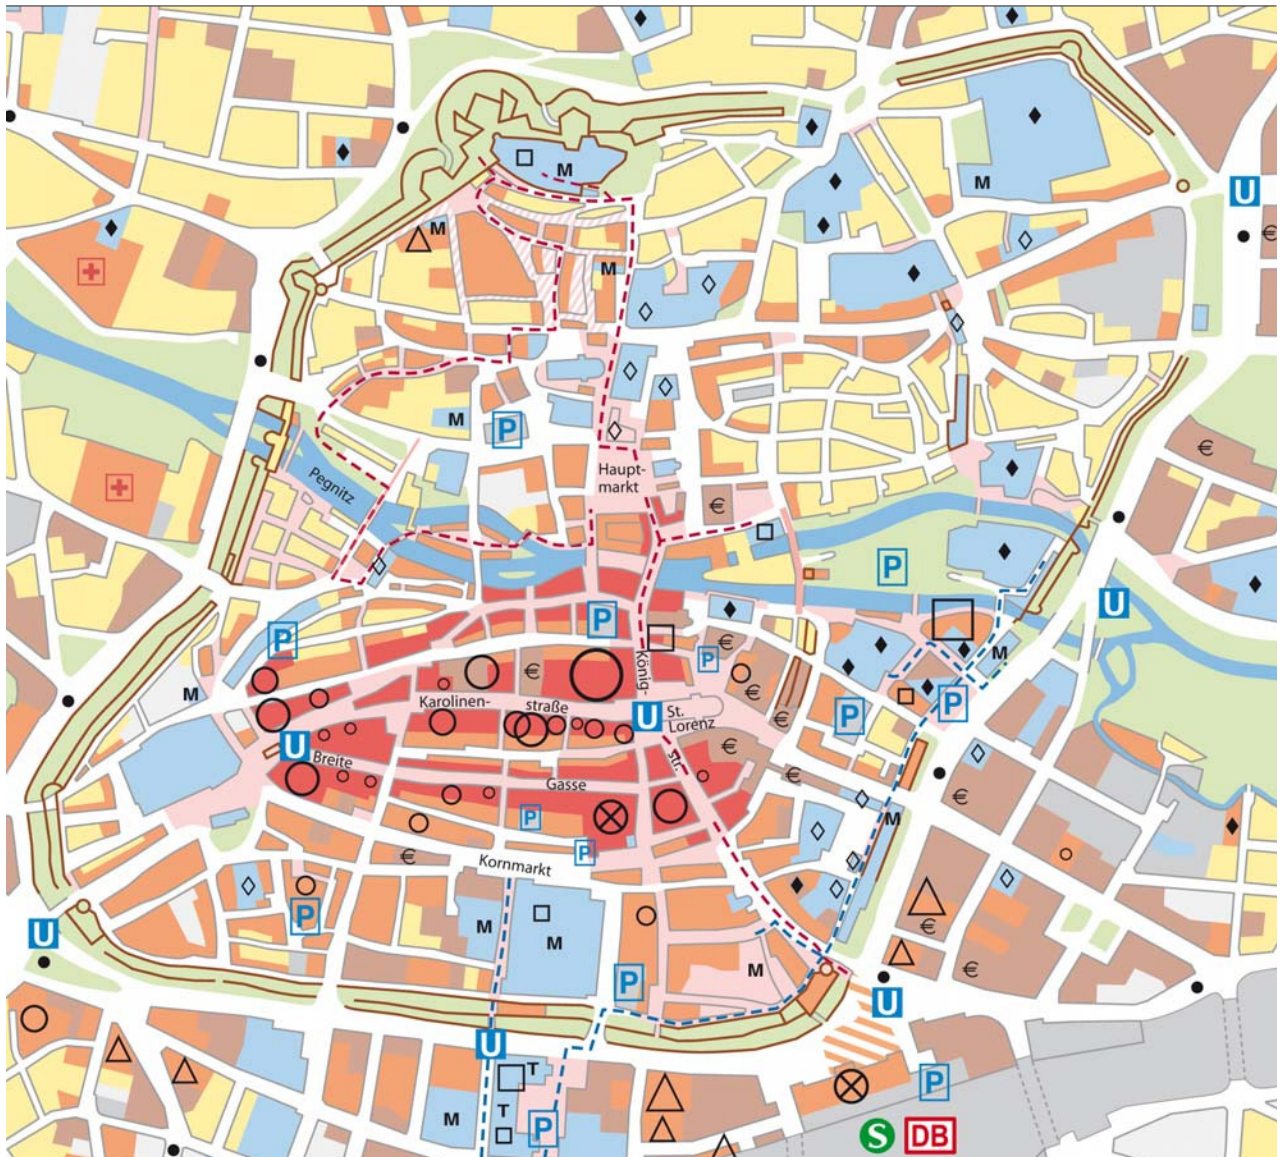 M
M
M
U
€
M
M
P
Pegnitz
Haupt-
markt
€
€
P
U
P
P
€
P
M
M
€
König-
Karolinen-
straße
€
P
P
U
St.
Lorenz
€
€
U
Breite
€
Str.
Gasse
€
€
P
M
P
€
Kornmarkt
P
U
M
M
€
P
M
€
U
U
T
P
M
T
P
S
DB